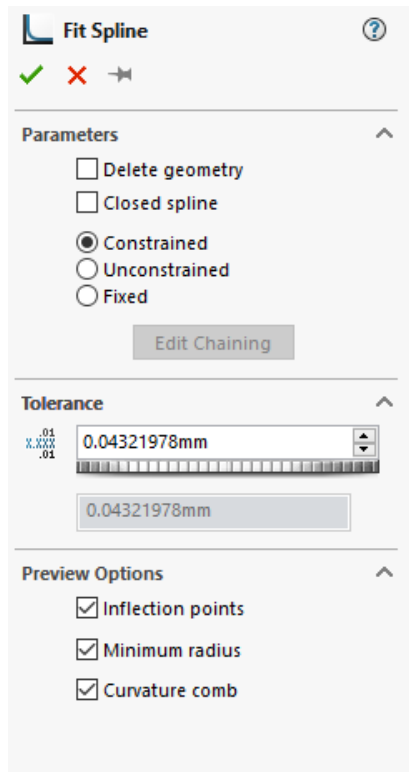 Fit Spline
?
Parameters
Delete geometry
Closed spline
Constrained
Unconstrained
Fixed
Edit Chaining
Tolerance
.01
x.xxx
.01
0.04321978mm
0.04321978mm
Preview Options
Inflection points
Minimum radius
Curvature comb